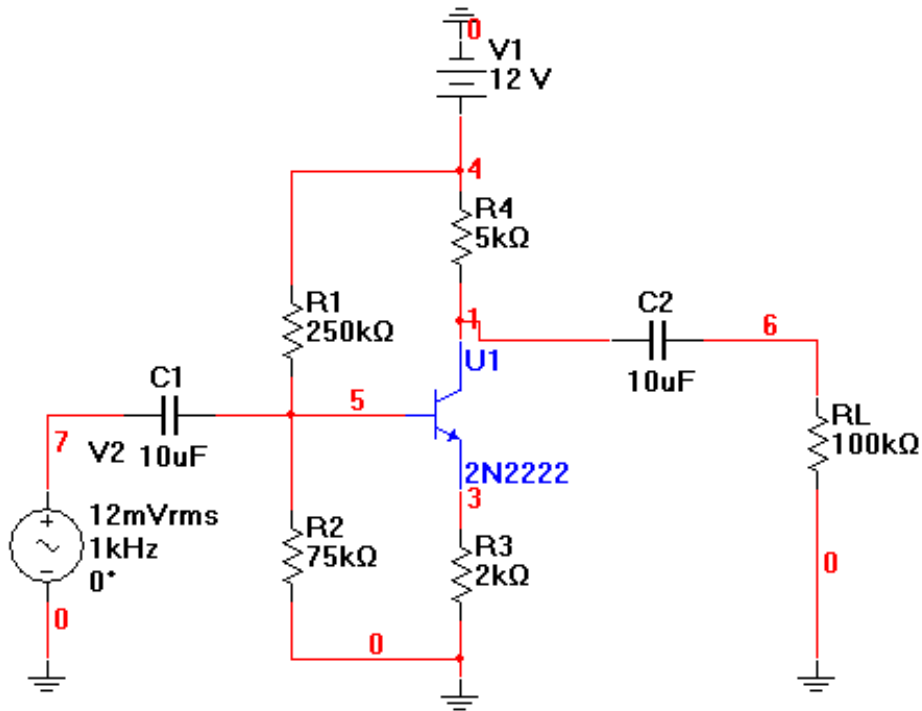 0
V1
12 V
4
R4
5kΩ
R1
250kΩ
1
C2
6
U1
10uF
C1
5
RL
100kΩ
7
V2
10uF
2N2222
3
12mVrms
1kHz
0°
R2
75kΩ
R3
2kΩ
0
0
0